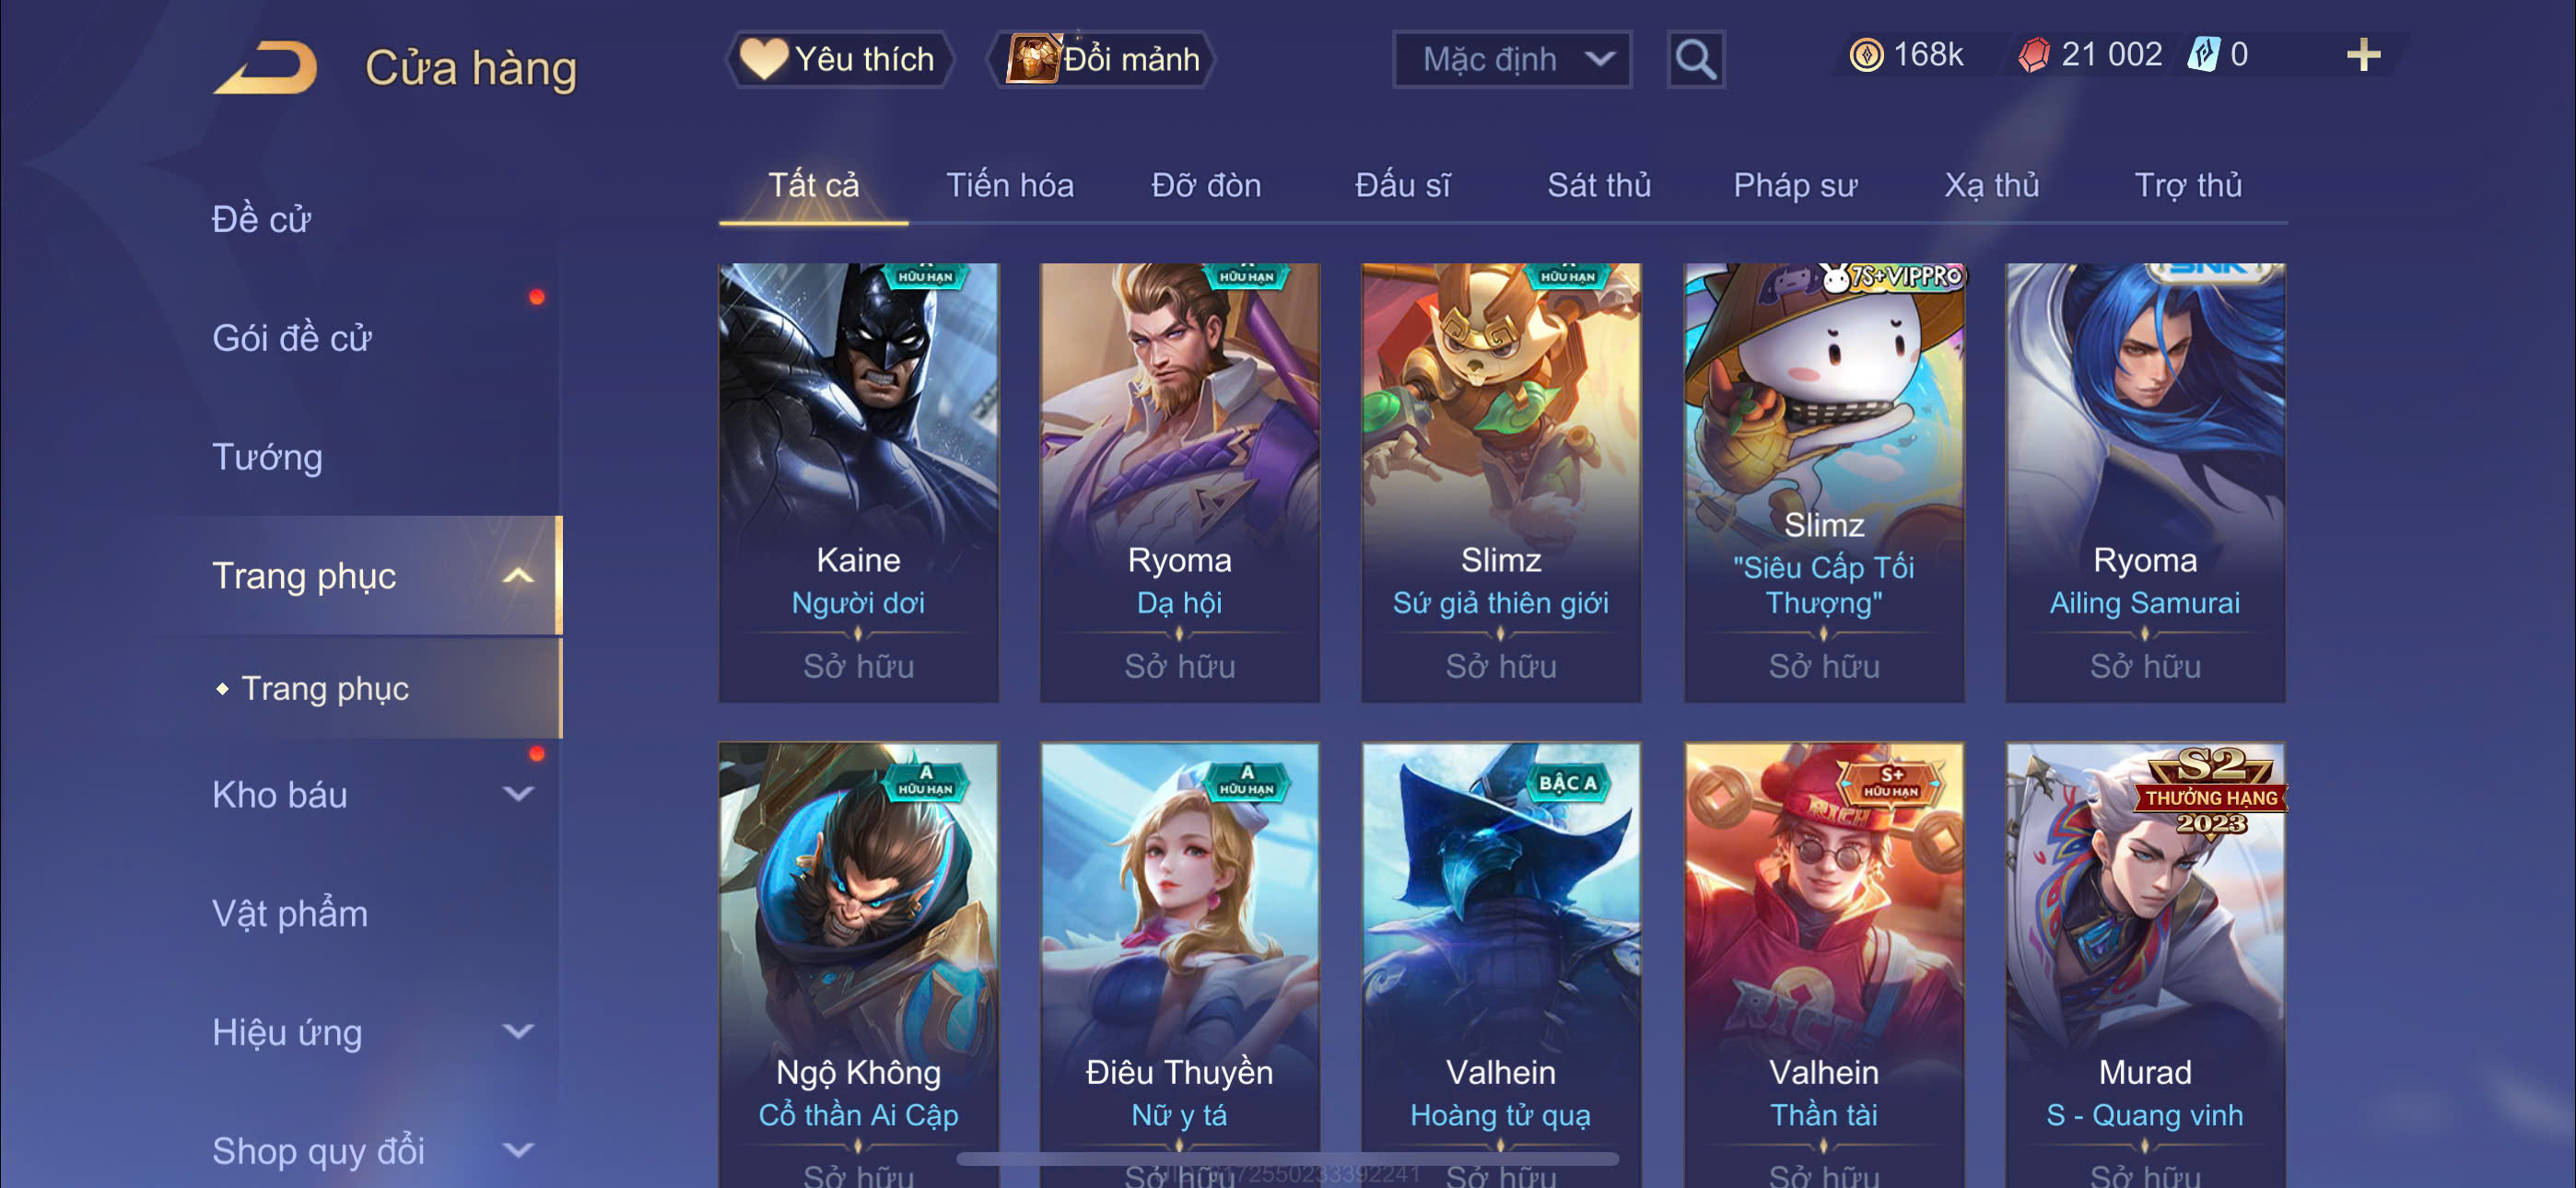 Cửa hàng
Yêu thích
Đổi mảnh
Mặc định
168k
21 002
0
Tất cả
Tiến hóa
Đỡ đòn
Đấu sĩ
Sát thủ
Pháp sư
Xạ thủ
Trợ thủ
Đề cử
Gói đề cử
Tướng
Trang phục
Trang phục
Kho báu
Vật phẩm
Hiệu ứng
Shop quy đổi
HỮU HẠN
Kaine
Người dơi
Sở hữu
HỮU HẠN
Ryoma
Dạ hội
Sở hữu
HỮU HẠN
Slimz
Sứ giả thiên giới
Sở hữu
7S+VIPPRO
Slimz
"Siêu Cấp Tối
Thượng"
Sở hữu
SNK
Ryoma
Ailing Samurai
Sở hữu
A
HỮU HẠN
Ngộ Không
Cổ thần Ai Cập
Sở hữu
A
HỮU HẠN
Điêu Thuyền
Nữ y tá
Sở hữu
BẬC A
Valhein
Hoàng tử quạ
Sở hữu
S+
HỮU HẠN
RICH
RICH
Valhein
Thần tài
Sở hữu
S2
THƯỞNG HẠNG
2023
Murad
S - Quang vinh
Sở hữu